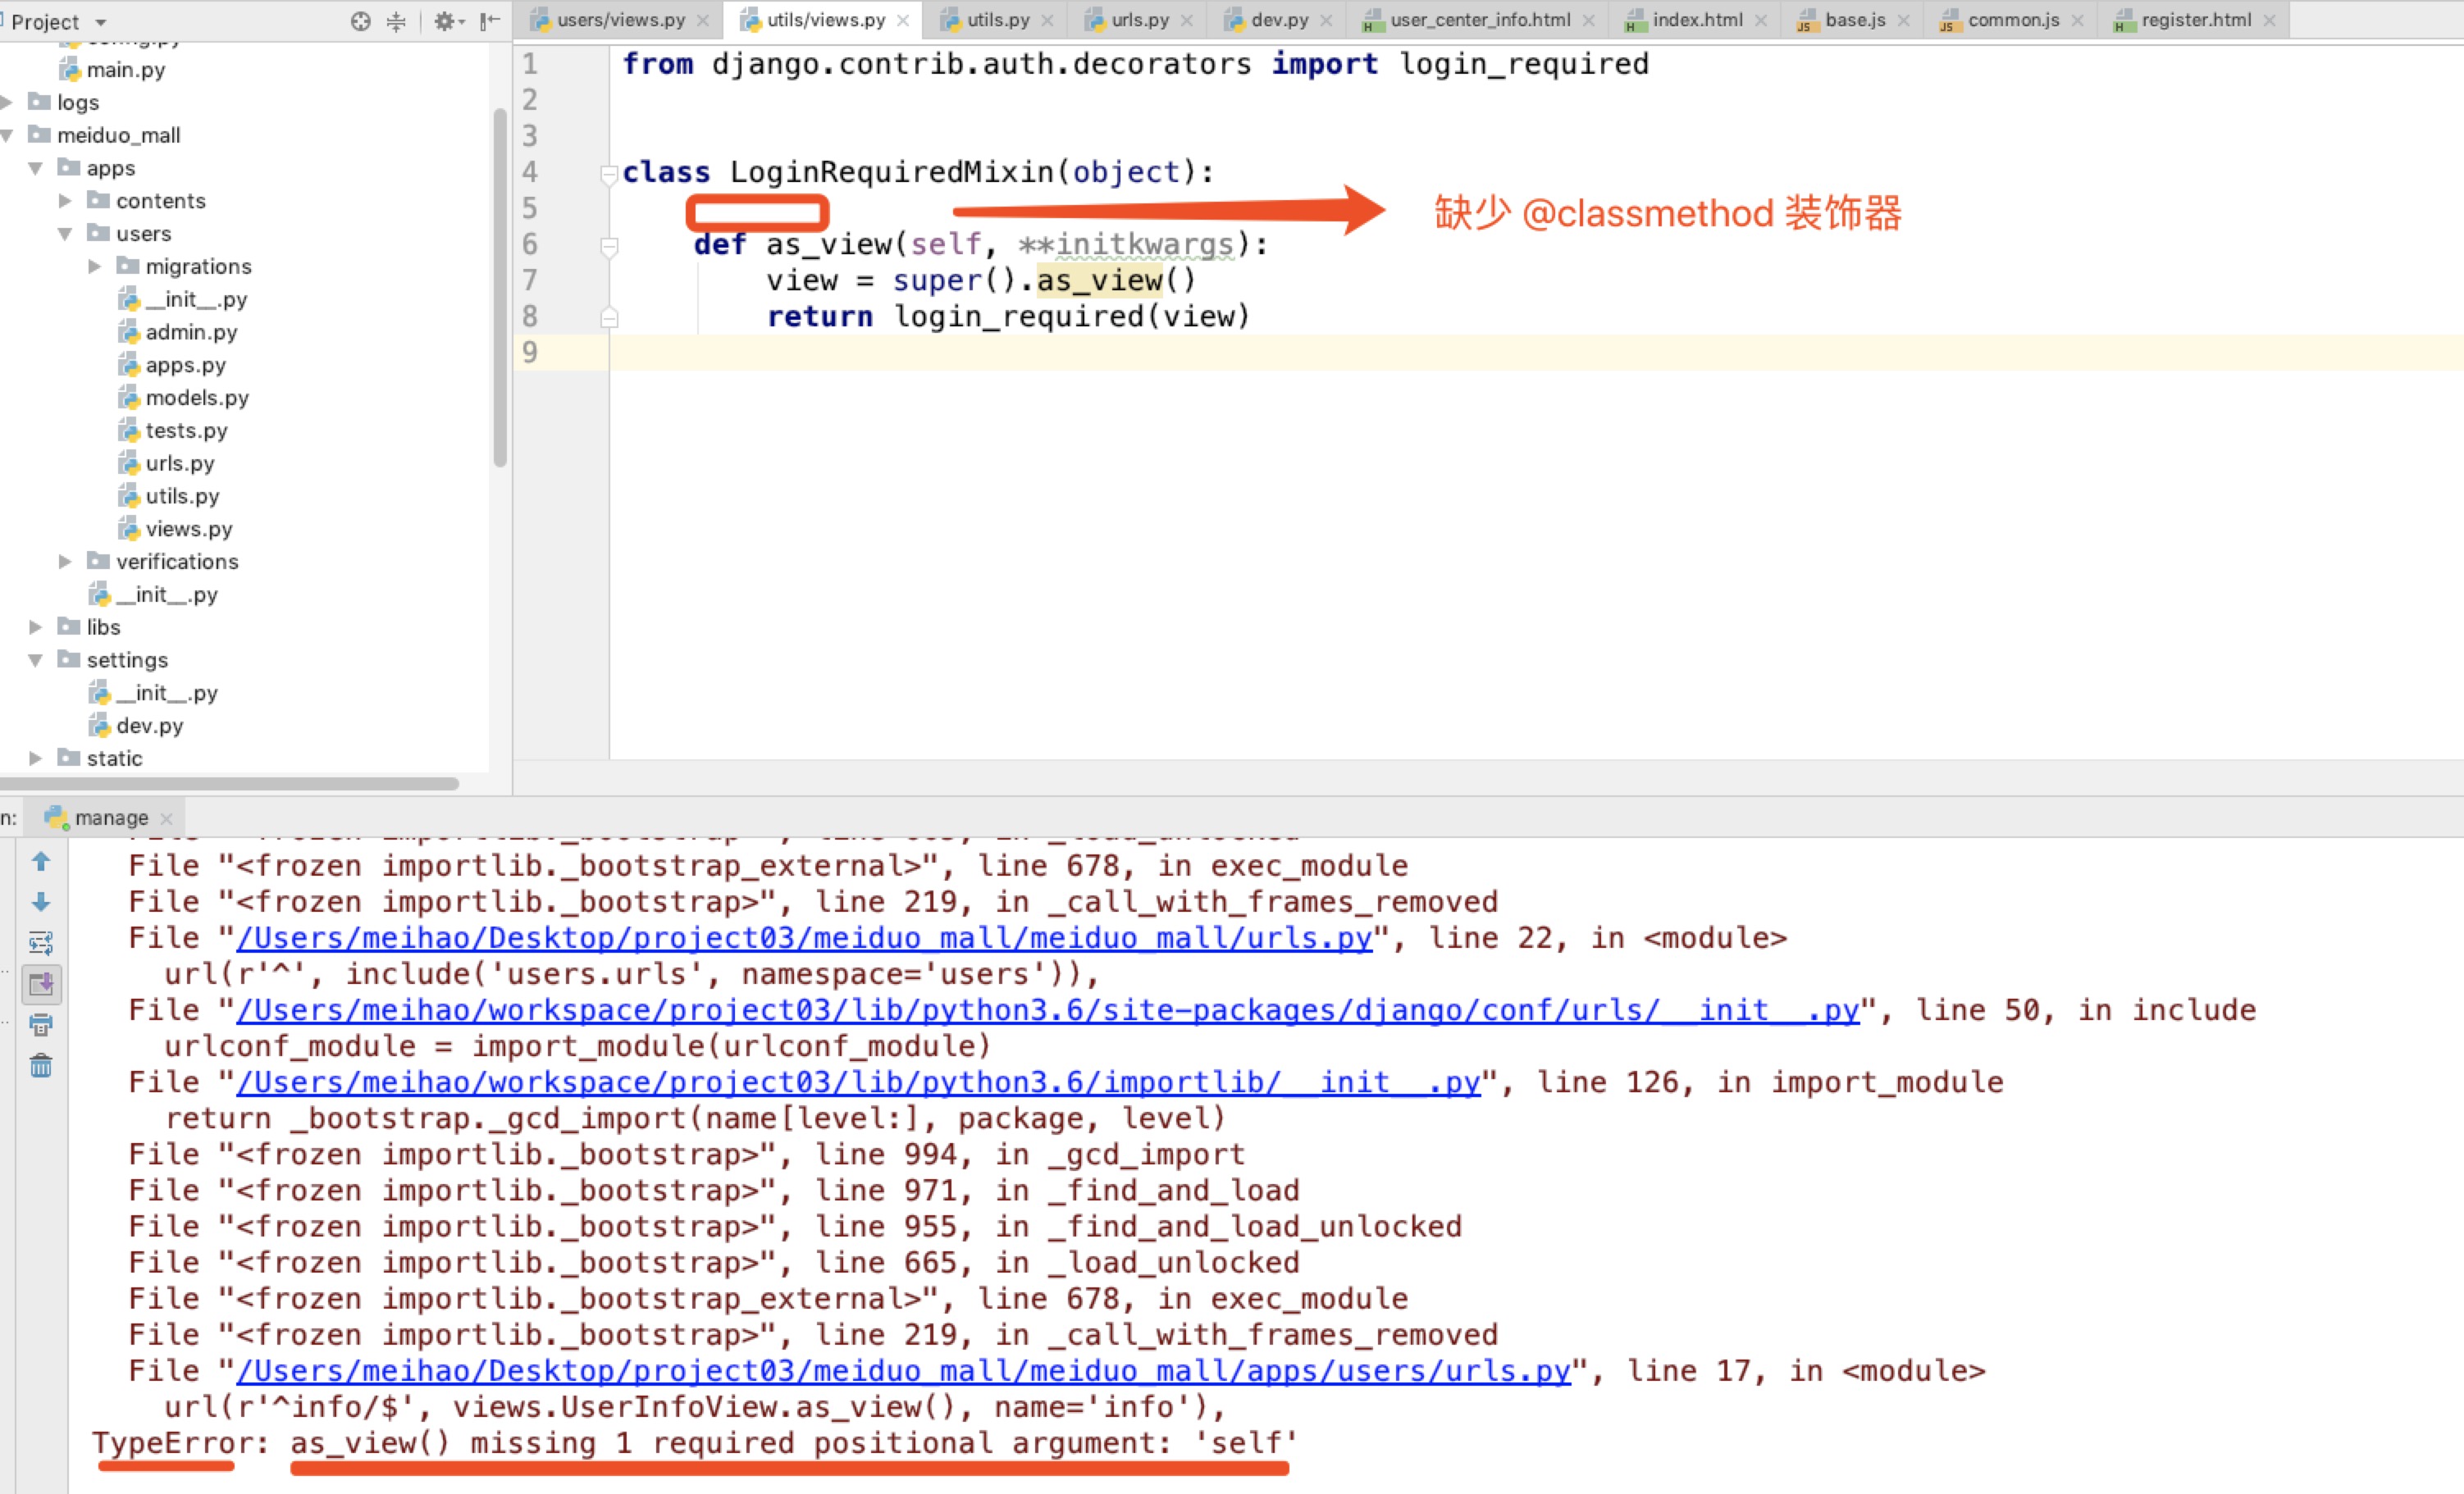 Project
users/views.py
utils/views.py
utils.py
urls.py
dev.py
user_center_info.html
index.html
base.js
common.js
register.html
config.py
main.py
logs
meiduo_mall
apps
contents
users
migrations
__init__.py
admin.py
apps.py
models.py
tests.py
urls.py
utils.py
views.py
verifications
__init__.py
libs
settings
__init__.py
dev.py
static
1 from django.contrib.auth.decorators import login_required
2
3
4 class LoginRequiredMixin(object):
5
缺少 @classmethod 装饰器
6 def as_view(self, **initkwargs):
7 view = super().as_view()
8 return login_required(view)
9
n: manage
File "<frozen importlib._bootstrap>", line 665, in _load_unlocked
File "<frozen importlib._bootstrap_external>", line 678, in exec_module
File "<frozen importlib._bootstrap>", line 219, in _call_with_frames_removed
File "/Users/meihao/Desktop/project03/meiduo_mall/meiduo_mall/urls.py", line 22, in <module>
url(r'^', include('users.urls', namespace='users')),
File "/Users/meihao/workspace/project03/lib/python3.6/site-packages/django/conf/urls/__init__.py", line 50, in include
urlconf_module = import_module(urlconf_module)
File "/Users/meihao/workspace/project03/lib/python3.6/importlib/__init__.py", line 126, in import_module
return _bootstrap._gcd_import(name[level:], package, level)
File "<frozen importlib._bootstrap>", line 994, in _gcd_import
File "<frozen importlib._bootstrap>", line 971, in _find_and_load
File "<frozen importlib._bootstrap>", line 955, in _find_and_load_unlocked
File "<frozen importlib._bootstrap>", line 665, in _load_unlocked
File "<frozen importlib._bootstrap_external>", line 678, in exec_module
File "<frozen importlib._bootstrap>", line 219, in _call_with_frames_removed
File "/Users/meihao/Desktop/project03/meiduo_mall/meiduo_mall/apps/users/urls.py", line 17, in <module>
url(r'^info/$', views.UserInfoView.as_view(), name='info'),
TypeError: as_view() missing 1 required positional argument: 'self'